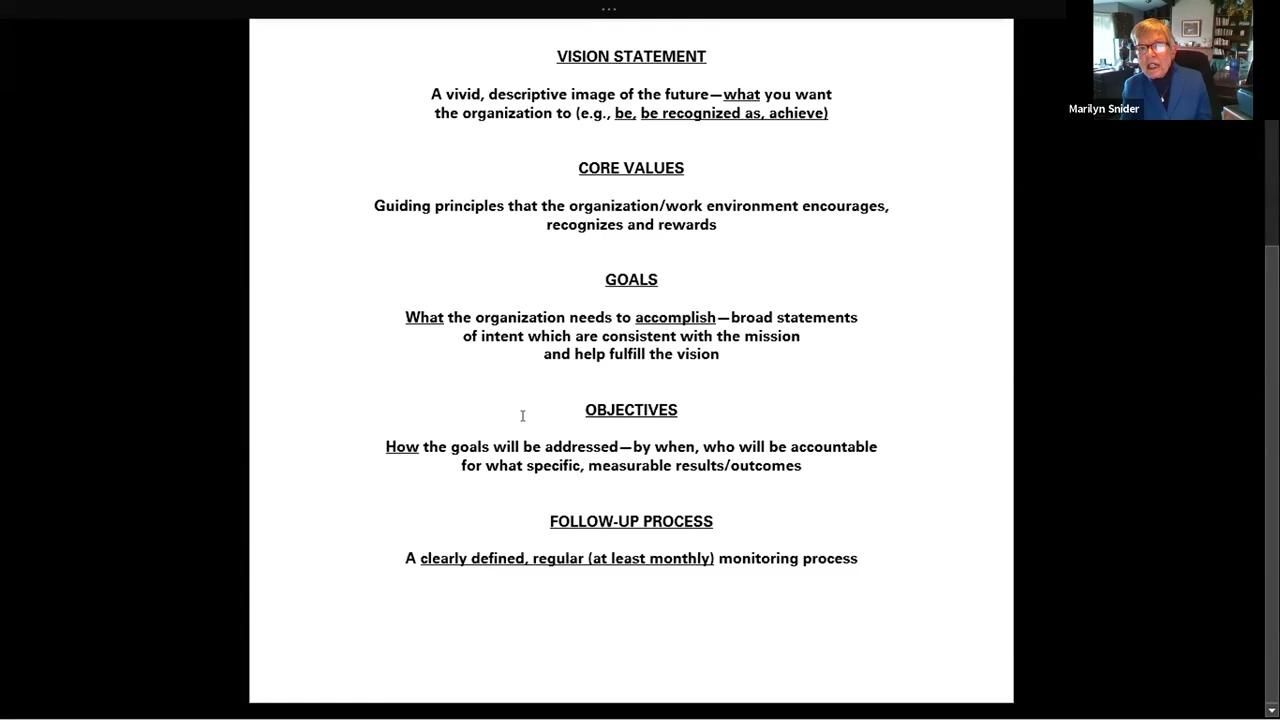 VISION STATEMENT
A vivid, descriptive image of the future—what you want
the organization to (e.g., be, be recognized as, achieve)
CORE VALUES
Guiding principles that the organization/work environment encourages,
recognizes and rewards
GOALS
What the organization needs to accomplish—broad statements
of intent which are consistent with the mission
and help fulfill the vision
OBJECTIVES
How the goals will be addressed—by when, who will be accountable
for what specific, measurable results/outcomes
FOLLOW-UP PROCESS
A clearly defined, regular (at least monthly) monitoring process
Marilyn Snider